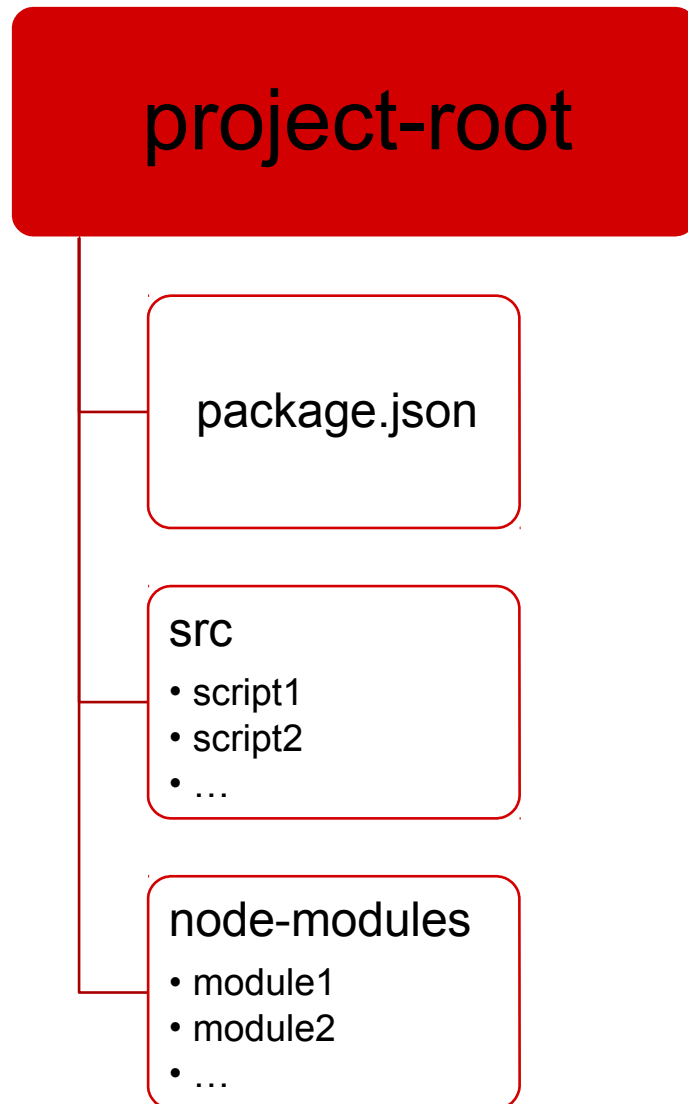 project-root
package.json
src
• script1
• script2
• …
node-modules
• module1
• module2
• …